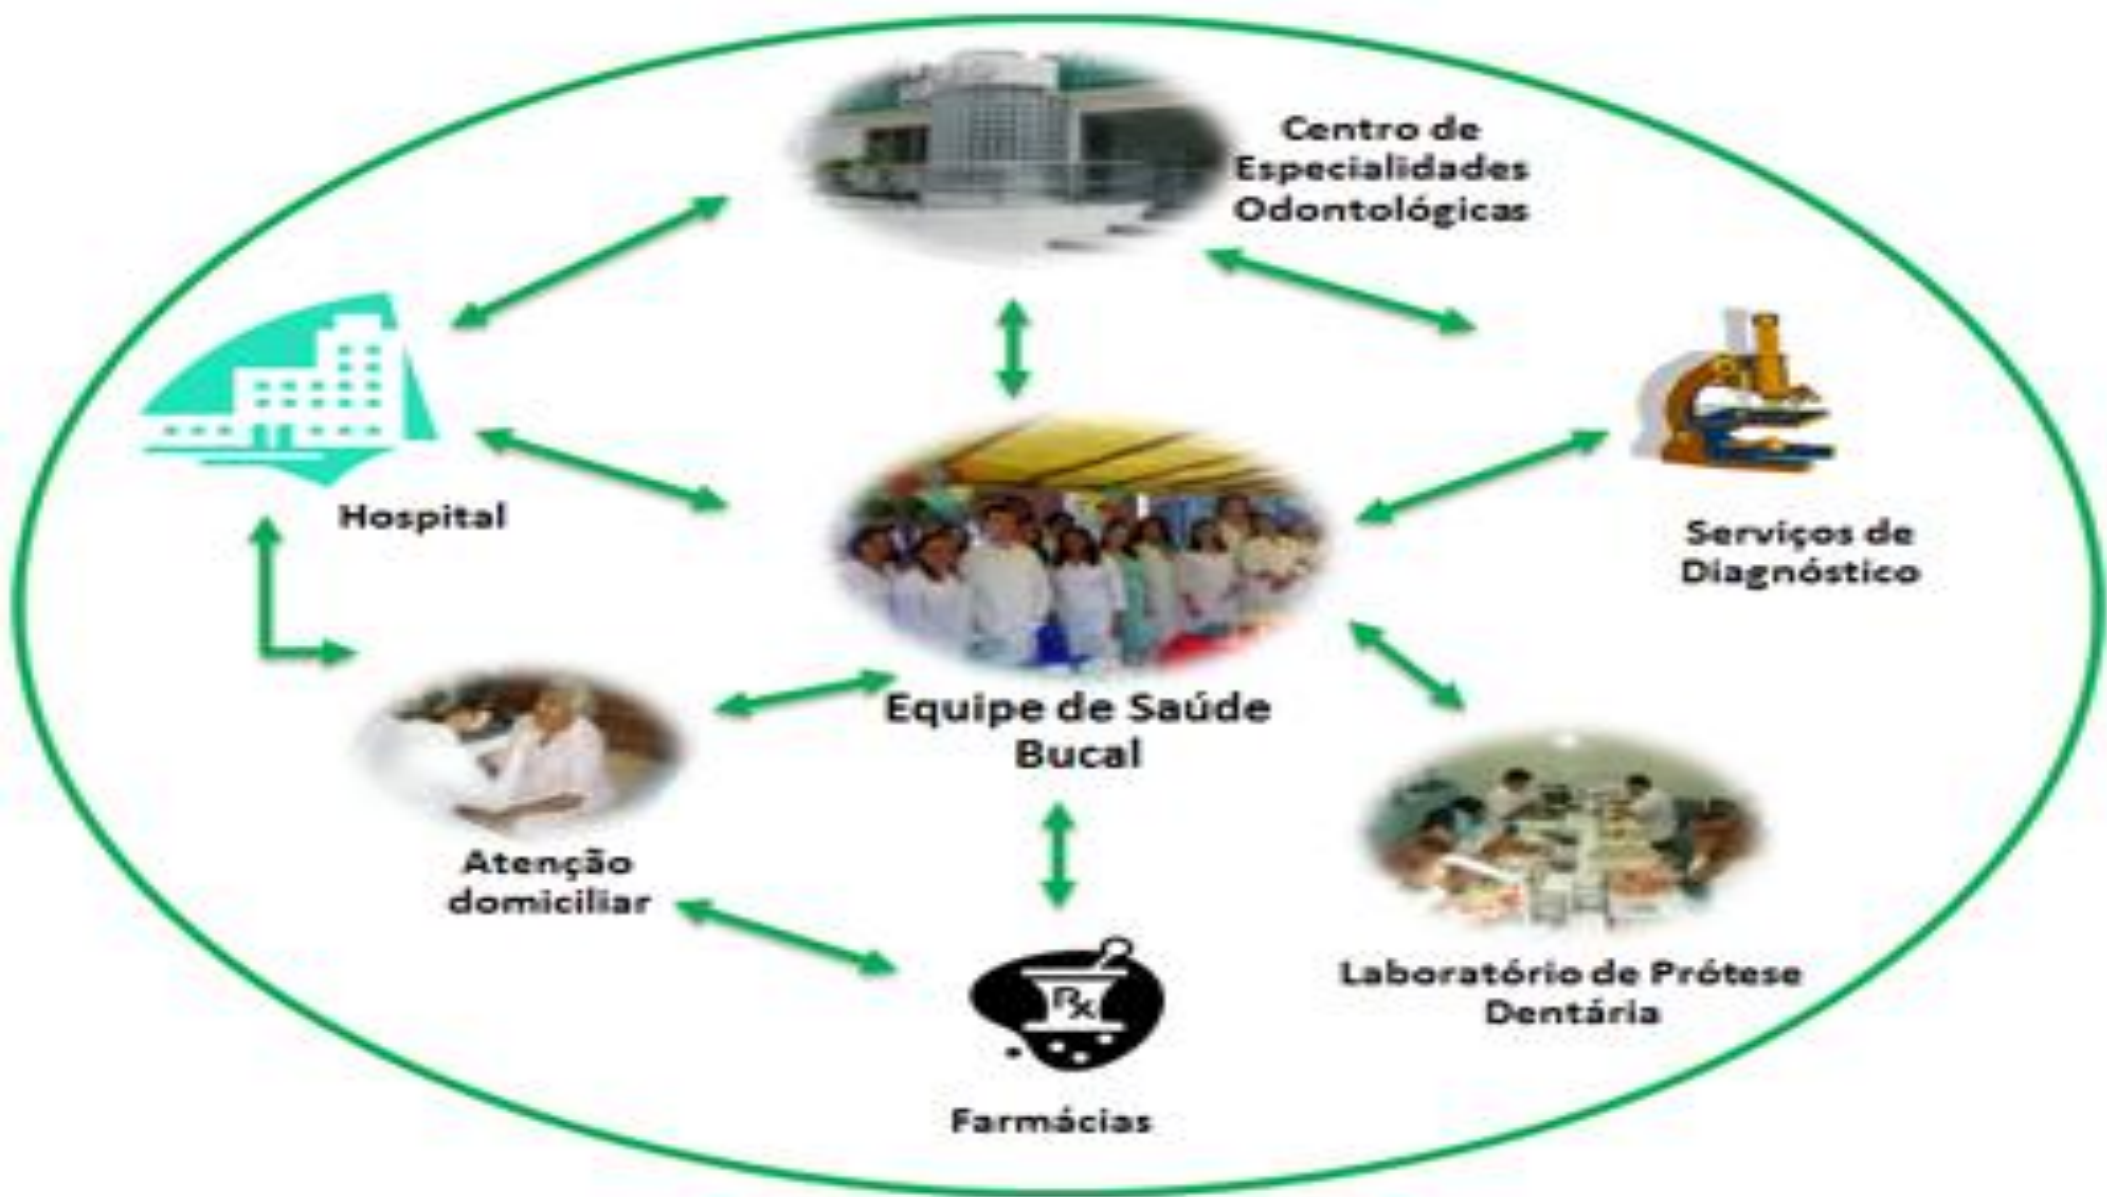 Centro de
Especialidades
Odontológicas
Hospital
Serviços de
Diagnóstico
Equipe de Saúde
Bucal
Atenção
domiciliar
Rx
Laboratório de Prótese
Dentária
Farmácias